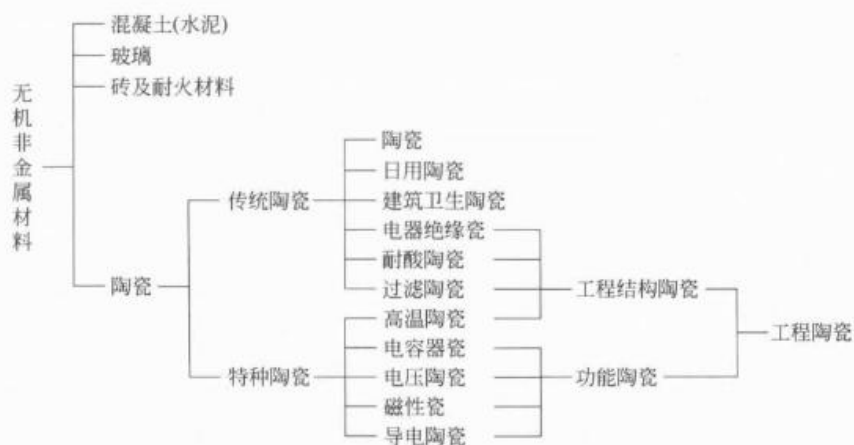 混凝土(水泥)
玻璃
砖及耐火材料
无机非金属材料
陶瓷
传统陶瓷
特种陶瓷
陶瓷
日用陶瓷
建筑卫生陶瓷
电器绝缘瓷
耐酸陶瓷
过滤陶瓷
高温陶瓷
电容器瓷
电压陶瓷
磁性瓷
导电陶瓷
工程结构陶瓷
功能陶瓷
工程陶瓷